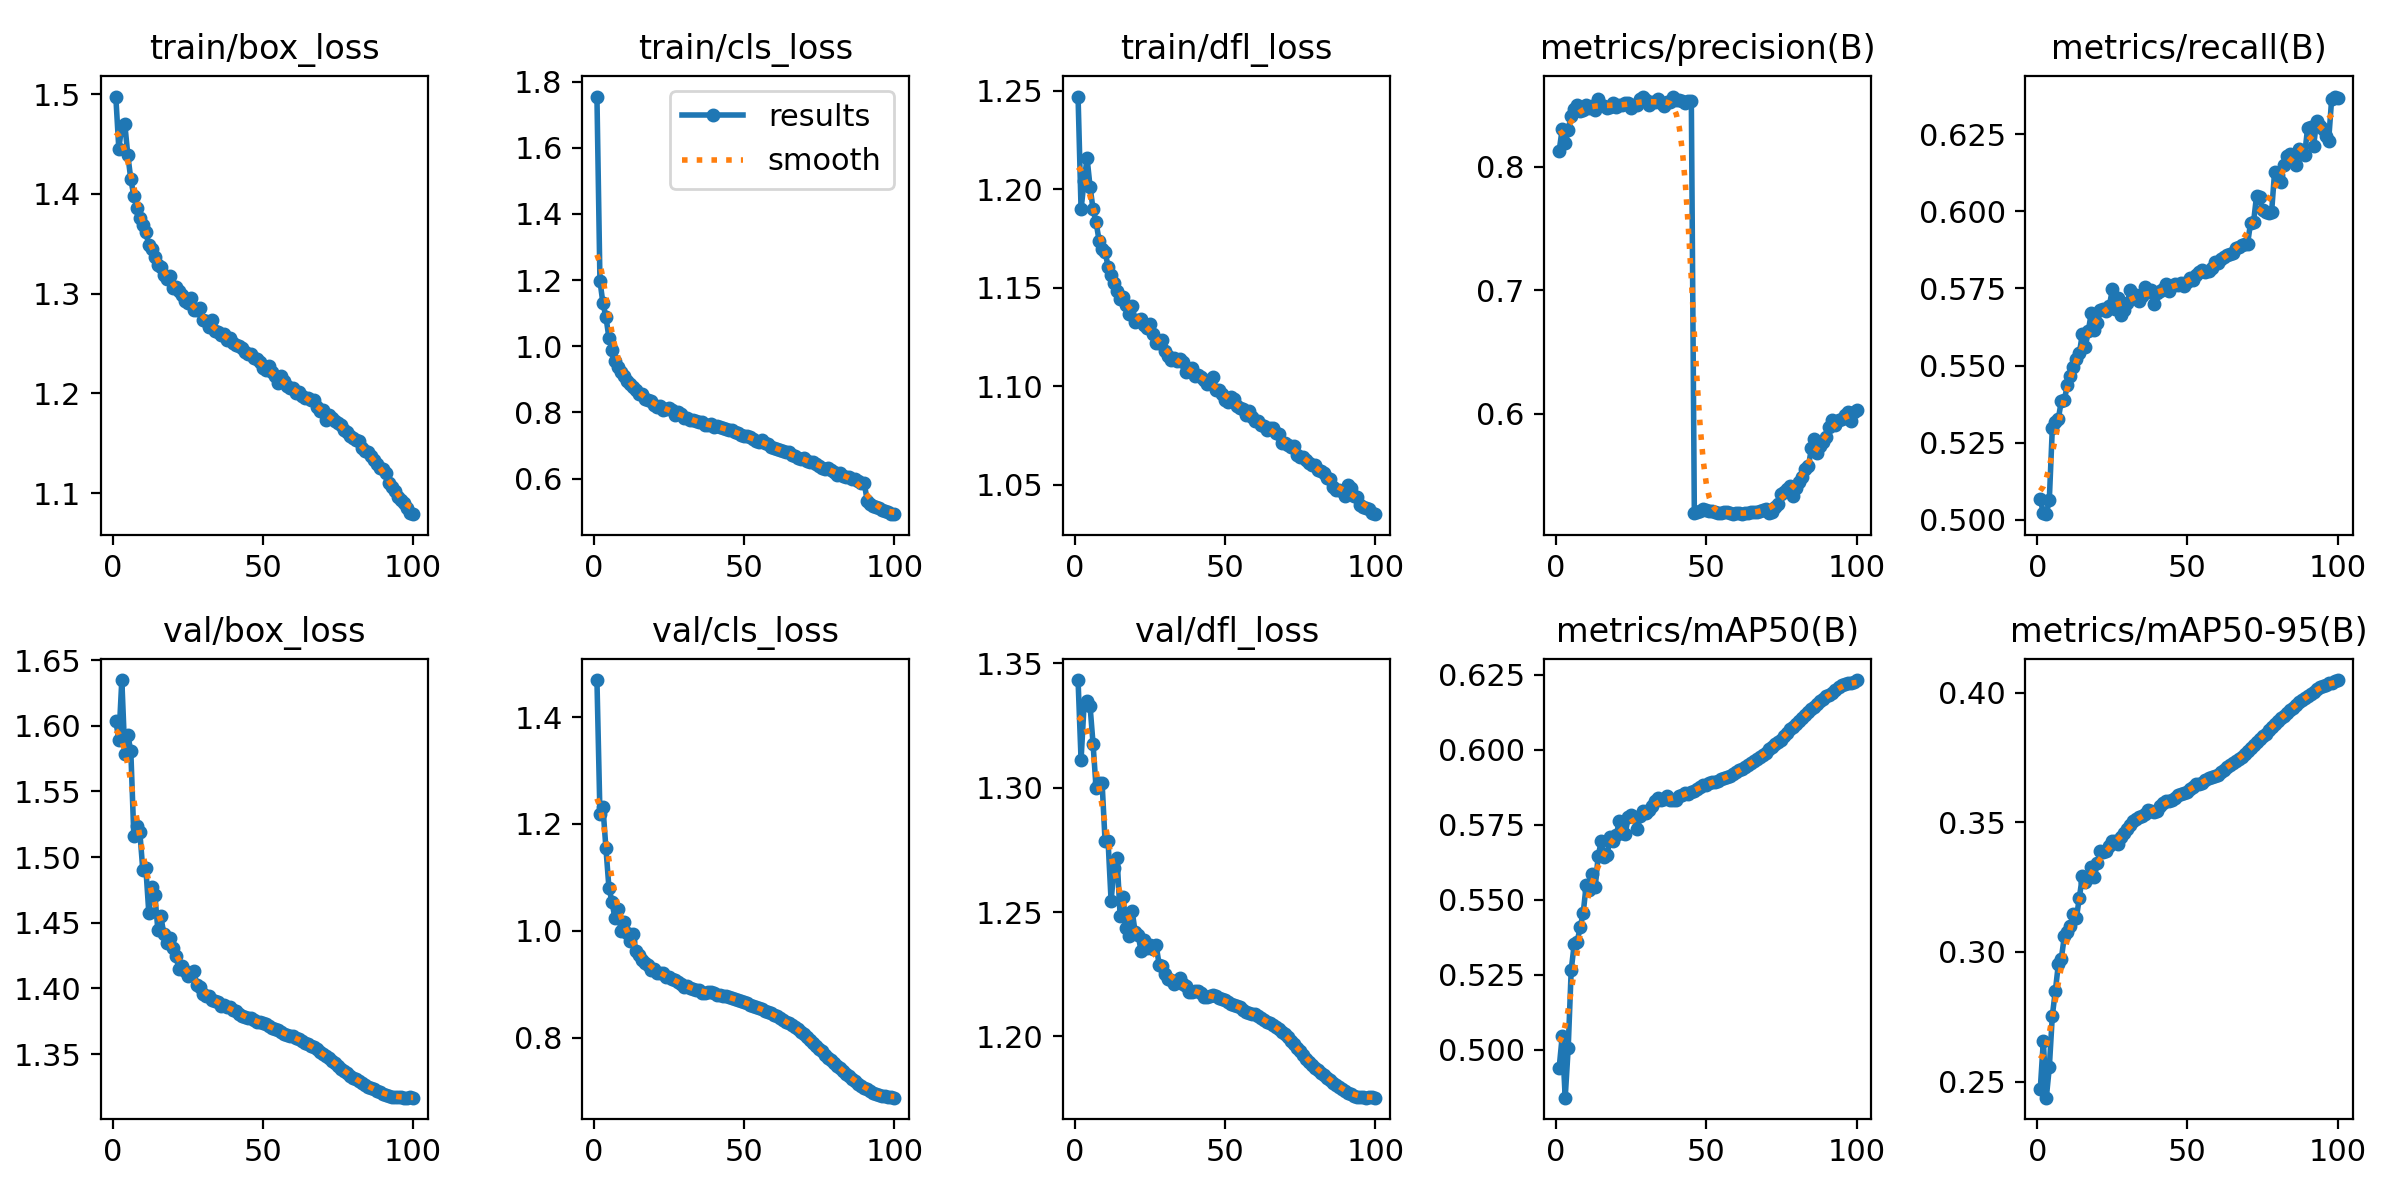 train/box_loss
1.5
1.4
1.3
1.2
1.1
0 50 100
train/cls_loss
results
smooth
1.8
1.6
1.4
1.2
1.0
0.8
0.6
0 50 100
train/dfl_loss
1.25
1.20
1.15
1.10
1.05
0 50 100
metrics/precision(B)
0.8
0.7
0.6
0 50 100
metrics/recall(B)
0.625
0.600
0.575
0.550
0.525
0.500
0 50 100
val/box_loss
1.65
1.60
1.55
1.50
1.45
1.40
1.35
0 50 100
val/cls_loss
1.4
1.2
1.0
0.8
0 50 100
val/dfl_loss
1.35
1.30
1.25
1.20
0 50 100
metrics/mAP50(B)
0.625
0.600
0.575
0.550
0.525
0.500
0 50 100
metrics/mAP50-95(B)
0.40
0.35
0.30
0.25
0 50 100